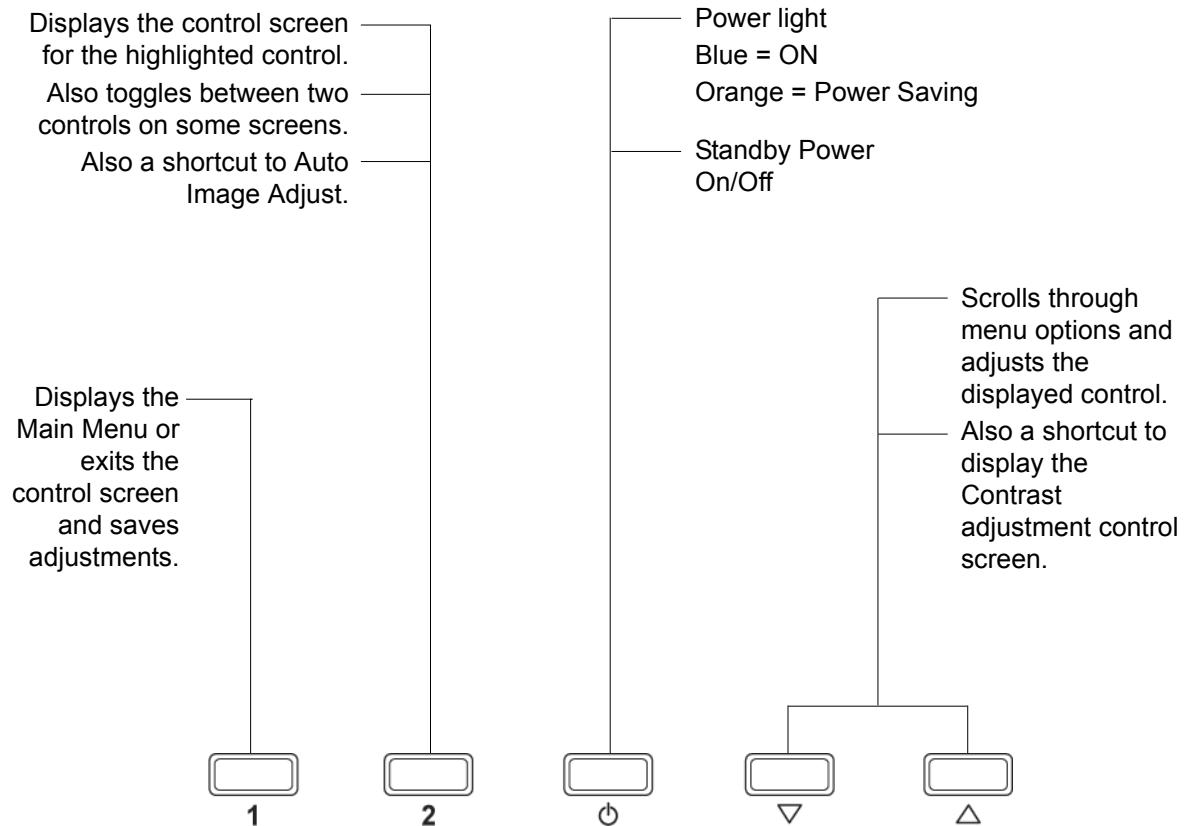 Displays the control screen
for the highlighted control.
Also toggles between two
controls on some screens.
Also a shortcut to Auto
Image Adjust.
Power light
Blue = ON
Orange = Power Saving
Standby Power
On/Off
Displays the
Main Menu or
exits the
control screen
and saves
adjustments.
Scrolls through
menu options and
adjusts the
displayed control.
Also a shortcut to
display the
Contrast
adjustment control
screen.
1
2